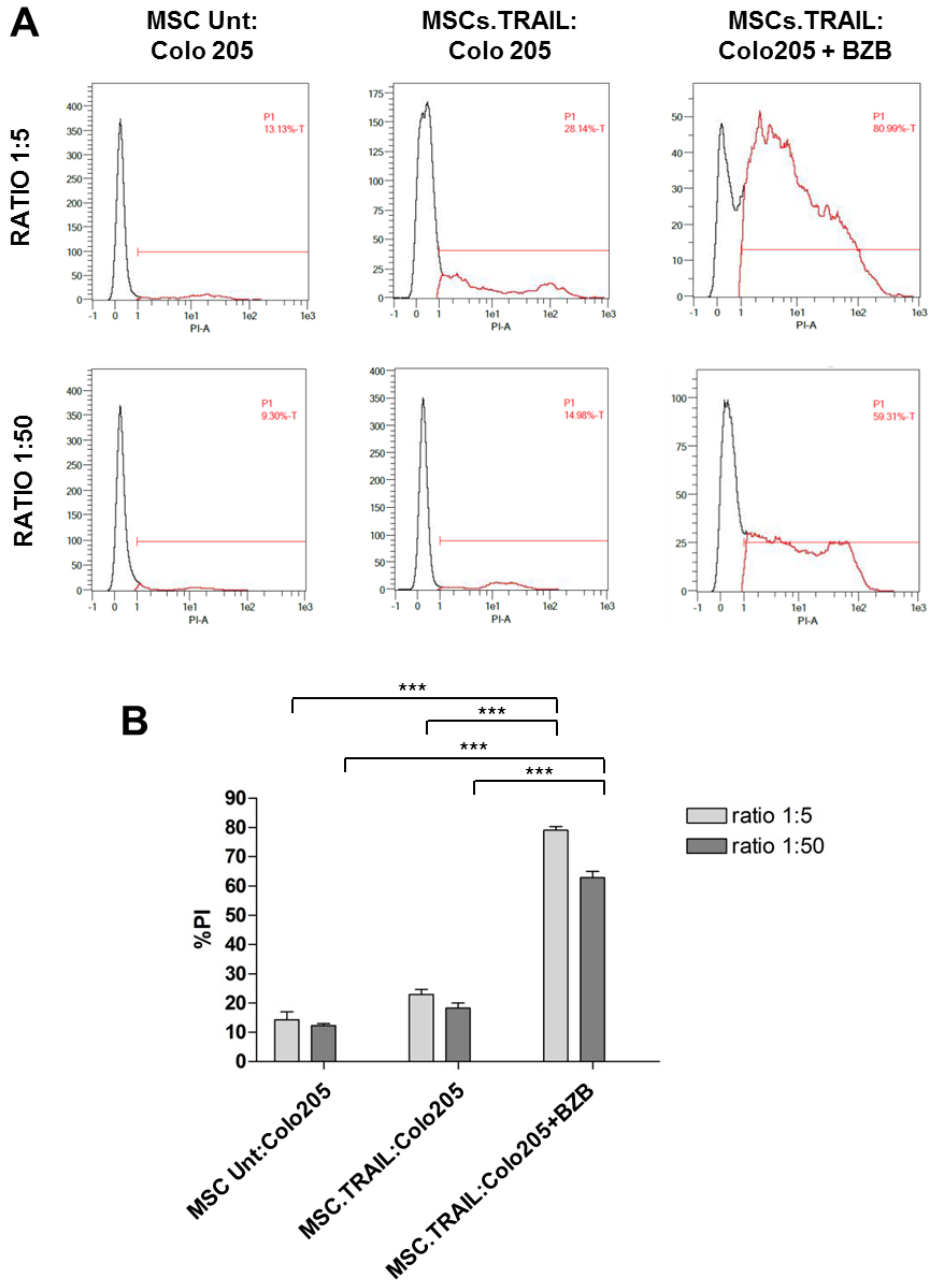 A
MSC Unt:
Colo 205
MSCs.TRAIL:
Colo 205
MSCs.TRAIL:
Colo205 + BZB
RATIO 1:5
P1
13.13%-T
400
350
300
250
200
150
100
50
0
-1 0 1 1e1 1e2 1e3
PI-A
P1
28.14%-T
175
150
125
100
75
50
25
0
-1 0 1 1e1 1e2 1e3
PI-A
P1
80.99%-T
80
70
60
50
40
30
20
10
0
-1 0 1 1e1 1e2 1e3
PI-A
RATIO 1:50
P1
9.30%-T
400
350
300
250
200
150
100
50
0
-1 0 1 1e1 1e2 1e3
PI-A
P1
14.98%-T
400
350
300
250
200
150
100
50
0
-1 0 1 1e1 1e2 1e3
PI-A
P1
59.31%-T
100
75
50
25
0
-1 0 1 1e1 1e2 1e3
PI-A
B
***
***
***
***
%PI
90
80
70
60
50
40
30
20
10
0
ratio 1:5
ratio 1:50
MSC Unt:Colo205
MSC.TRAIL:Colo205
MSC.TRAIL:Colo205+BZB